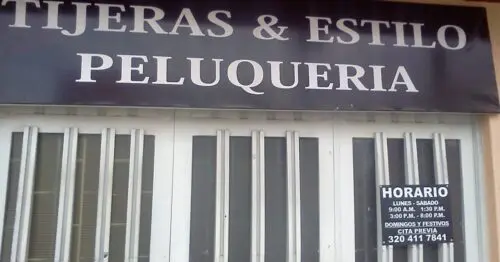 TIJERAS & ESTILO
PELUQUERIA
HORARIO
LUNES - SABADO
9:00 A.M. 1:30 P.M.
3:00 P.M. - 8:00 P.M.
DOMINGOS Y FESTIVOS
CITA PREVIA
320 411 7841